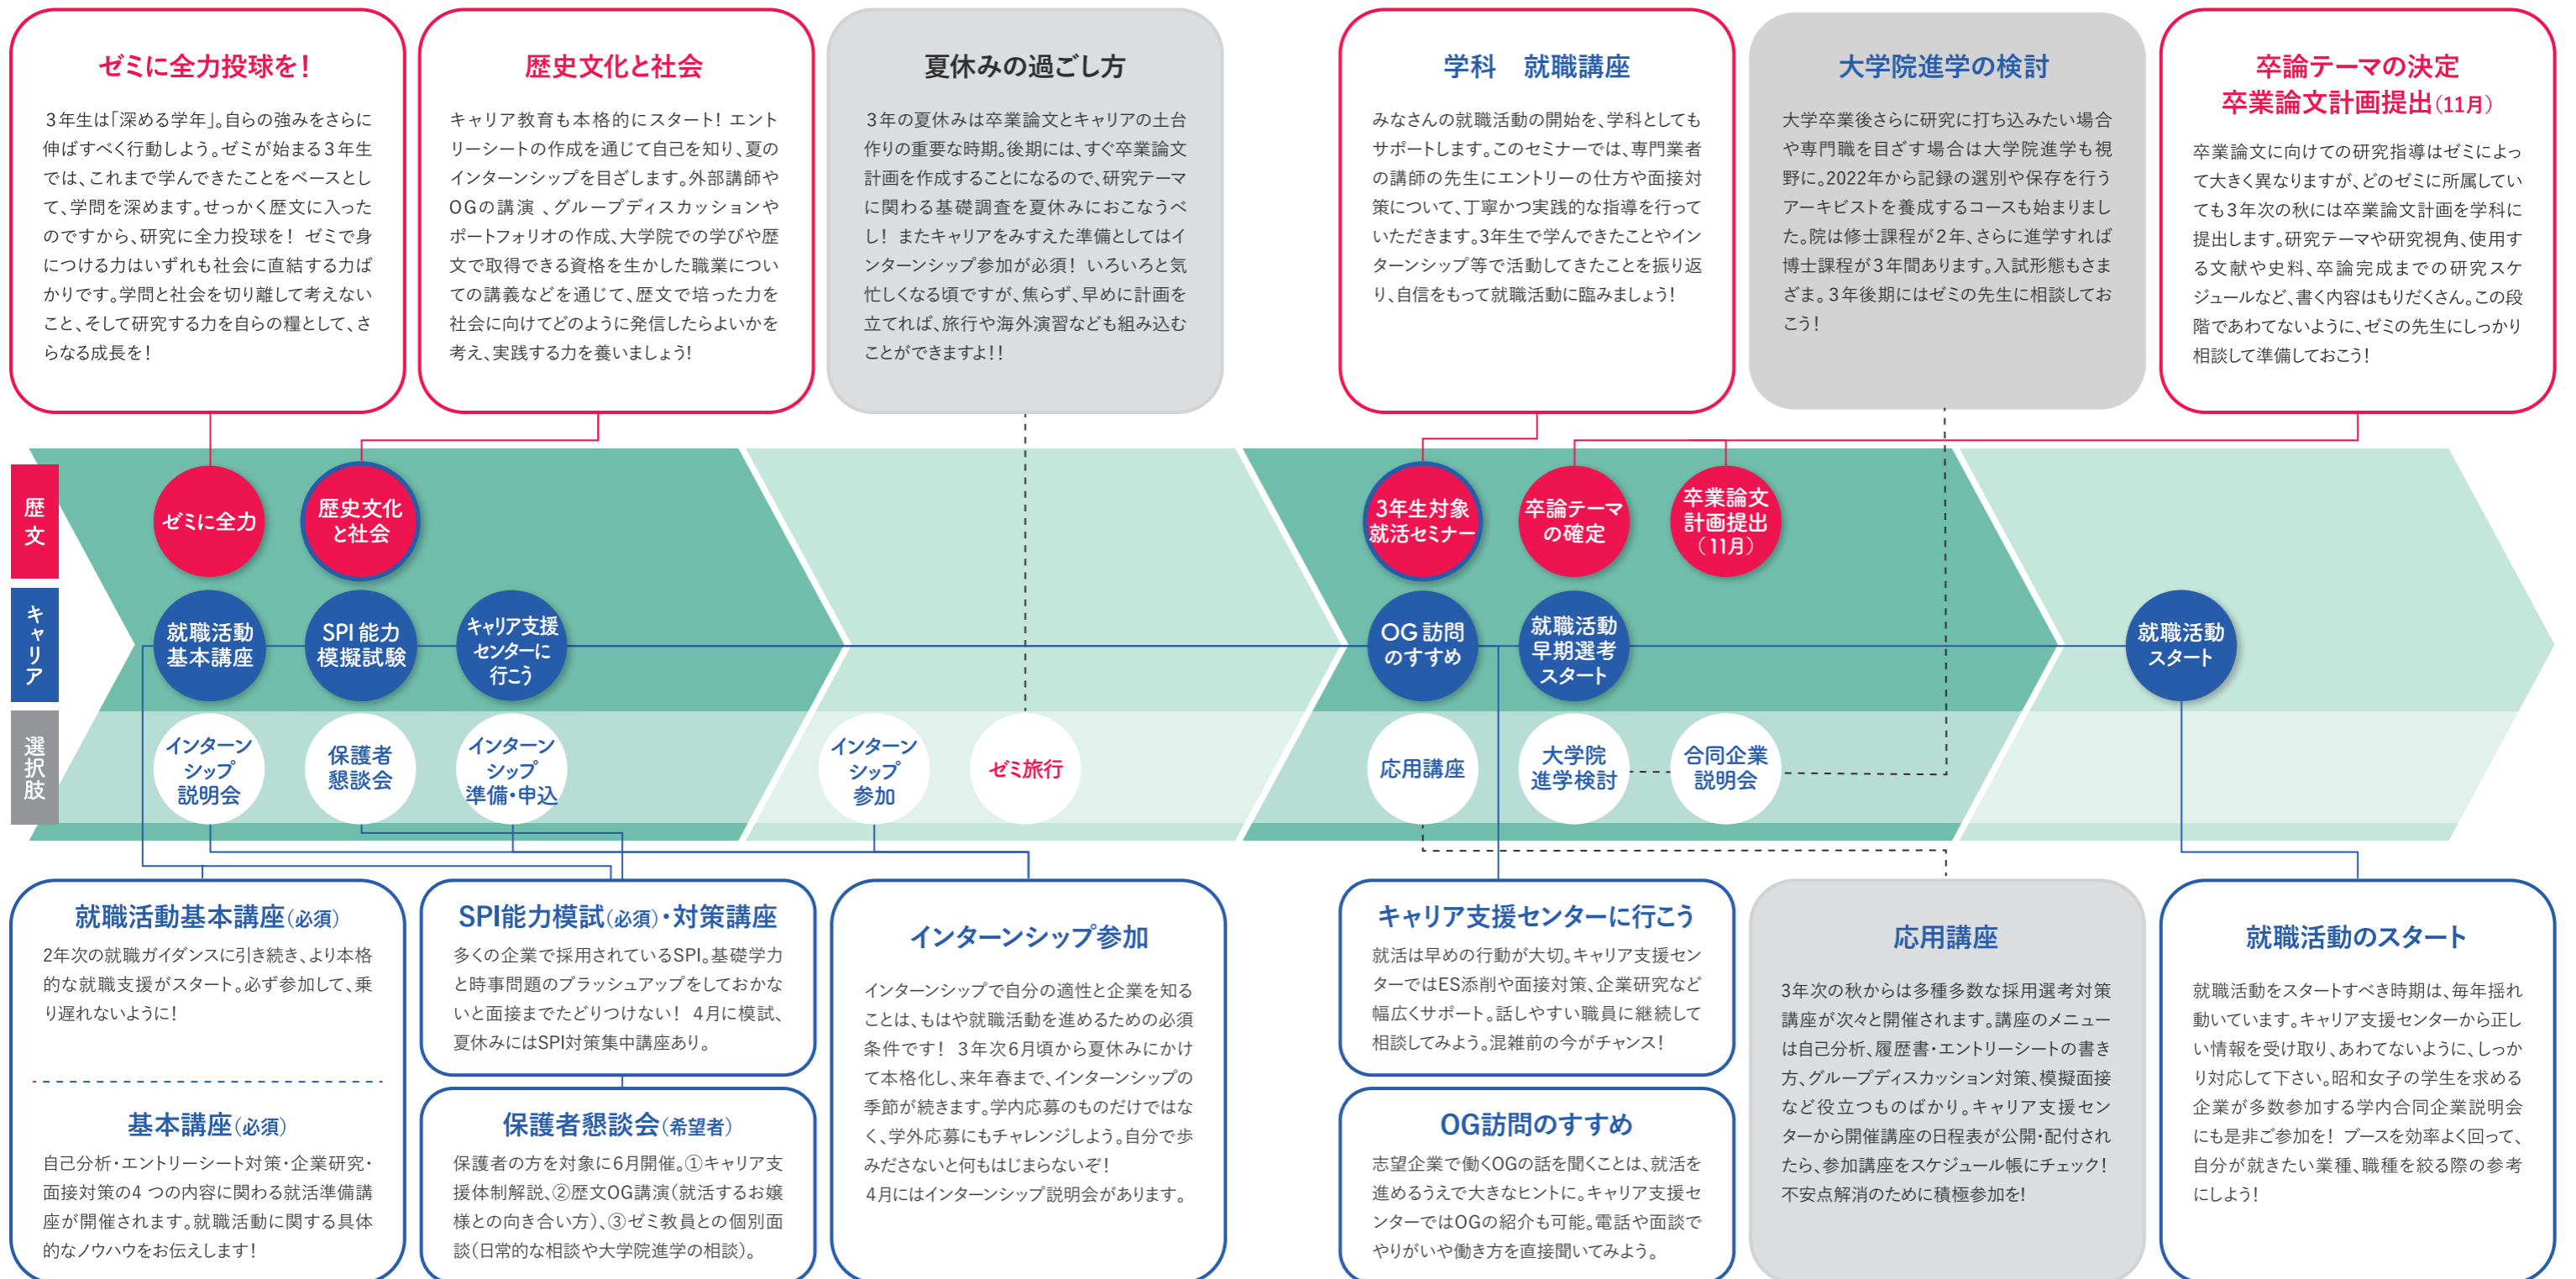 ゼミに全力投球を！
3年生は「深める学年」。自らの強みをさらに
伸ばすべく行動しよう。ゼミが始まる3年生
では、これまで学んできたことをベースとし
て、学問を深めます。せっかく歴文に入った
のですから、研究に全力投球を！ ゼミで身
につける力はいずれも社会に直結する力ば
かりです。学問と社会を切り離して考えない
こと、そして研究する力を自らの糧として、さ
らなる成長を！
歴史文化と社会
キャリア教育も本格的にスタート！ エント
リーシートの作成を通じて自己を知り、夏の
インターンシップを目ざします。外部講師や
OGの講演 、グループディスカッションや
ポートフォリオの作成、大学院での学びや歴
文で取得できる資格を生かした職業につい
ての講義などを通じて、歴文で培った力を
社会に向けてどのように発信したらよいかを
考え、実践する力を養いましょう！
夏休みの過ごし方
3年の夏休みは卒業論文とキャリアの土台
作りの重要な時期。後期には、すぐ卒業論文
計画を作成することになるので、研究テーマ
に関わる基礎調査を夏休みにおこなうべ
し！ またキャリアをみすえた準備としてはイ
ンターンシップ参加が必須！ いろいろと気
忙しくなる頃ですが、焦らず、早めに計画を
立てれば、旅行や海外演習なども組み込む
ことができますよ！！
学科　就職講座
みなさんの就職活動の開始を、学科としても
サポートします。このセミナーでは、専門業者
の講師の先生にエントリーの仕方や面接対
策について、丁寧かつ実践的な指導を行って
いただきます。3年生で学んできたことやイン
ターンシップ等で活動してきたことを振り返
り、自信をもって就職活動に臨みましょう！
大学院進学の検討
大学卒業後さらに研究に打ち込みたい場合
や専門職を目ざす場合は大学院進学も視
野に。2022年から記録の選別や保存を行う
アーキビストを養成するコースも始まりまし
た。院は修士課程が2年、さらに進学すれば
博士課程が3年間あります。入試形態もさま
ざま。3年後期にはゼミの先生に相談してお
こう！
卒論テーマの決定
卒業論文計画提出（11月）
卒業論文に向けての研究指導はゼミによっ
て大きく異なりますが、どのゼミに所属してい
ても3年次の秋には卒業論文計画を学科に
提出します。研究テーマや研究視角、使用す
る文献や史料、卒論完成までの研究スケ
ジュールなど、書く内容はもりだくさん。この段
階であわてないように、ゼミの先生にしっかり
相談して準備しておこう！
歴文
ゼミに全力
歴史文化
と社会
3年生対象
就活セミナー
卒論テーマ
の確定
卒業論文
計画提出
（11月）
キャリア
就職活動
基本講座
SPI 能力
模擬試験
キャリア支援
センターに
行こう
OG 訪問
のすすめ
就職活動
早期選考
スタート
就職活動
スタート
選択肢
インターン
シップ
説明会
保護者
懇談会
インターン
シップ
準備・申込
インターン
シップ
参加
ゼミ旅行
応用講座
大学院
進学検討
合同企業
説明会
就職活動基本講座（必須）
2年次の就職ガイダンスに引き続き、より本格
的な就職支援がスタート。必ず参加して、乗
り遅れないように！
基本講座（必須）
自己分析・エントリーシート対策・企業研究・
面接対策の4 つの内容に関わる就活準備講
座が開催されます。就職活動に関する具体
的なノウハウをお伝えします！
SPI能力模試（必須）・対策講座
多くの企業で採用されているSPI。基礎学力
と時事問題のブラッシュアップをしておかな
いと面接までたどりつけない！ 4月に模試、
夏休みにはSPI対策集中講座あり。
保護者懇談会（希望者）
保護者の方を対象に6月開催。①キャリア支
援体制解説、②歴文OG講演（就活するお嬢
様との向き合い方）、③ゼミ教員との個別面
談（日常的な相談や大学院進学の相談）。
インターンシップ参加
インターンシップで自分の適性と企業を知る
ことは、もはや就職活動を進めるための必須
条件です！ 3年次6月頃から夏休みにかけ
て本格化し、来年春まで、インターンシップの
季節が続きます。学内応募のものだけではな
く、学外応募にもチャレンジしよう。自分で歩
みださないと何もはじまらないぞ！
4月にはインターンシップ説明会があります。
キャリア支援センターに行こう
就活は早めの行動が大切。キャリア支援セン
ターではES添削や面接対策、企業研究など
幅広くサポート。話しやすい職員に継続して
相談してみよう。混雑前の今がチャンス！
OG訪問のすすめ
志望企業で働くOGの話を聞くことは、就活を
進めるうえで大きなヒントに。キャリア支援セ
ンターではOGの紹介も可能。電話や面談で
やりがいや働き方を直接聞いてみよう。
応用講座
3年次の秋からは多種多数な採用選考対策
講座が次々と開催されます。講座のメニュー
は自己分析、履歴書・エントリーシートの書き
方、グループディスカッション対策、模擬面接
など役立つものばかり。キャリア支援セン
ターから開催講座の日程表が公開・配付され
たら、参加講座をスケジュール帳にチェック！
不安点解消のために積極参加を！
就職活動のスタート
就職活動をスタートすべき時期は、毎年揺れ
動いています。キャリア支援センターから正し
い情報を受け取り、あわてないように、しっか
り対応して下さい。昭和女子の学生を求める
企業が多数参加する学内合同企業説明会
にも是非ご参加を！ ブースを効率よく回って、
自分が就きたい業種、職種を絞る際の参考
にしよう！